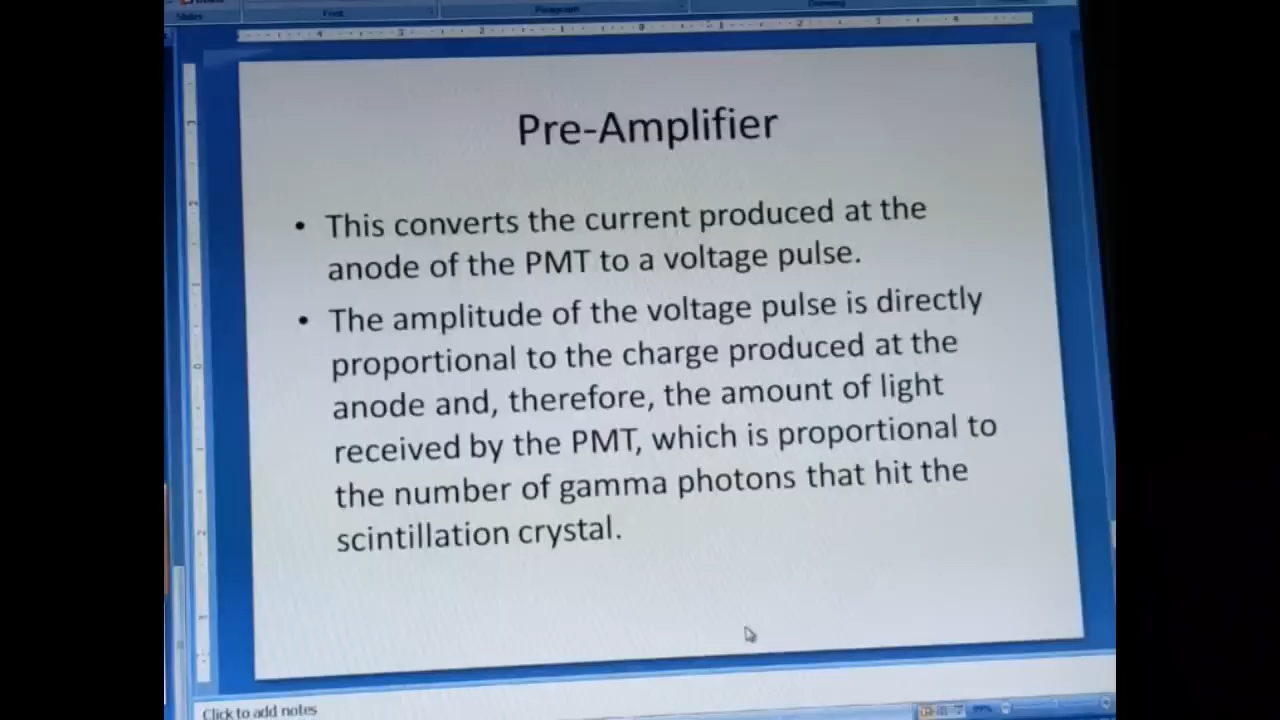 Slides
Font
Paragraph
Drawing
Pre-Amplifier
• This converts the current produced at the
anode of the PMT to a voltage pulse.
• The amplitude of the voltage pulse is directly
proportional to the charge produced at the
anode and, therefore, the amount of light
received by the PMT, which is proportional to
the number of gamma photons that hit the
scintillation crystal.
Click to add notes